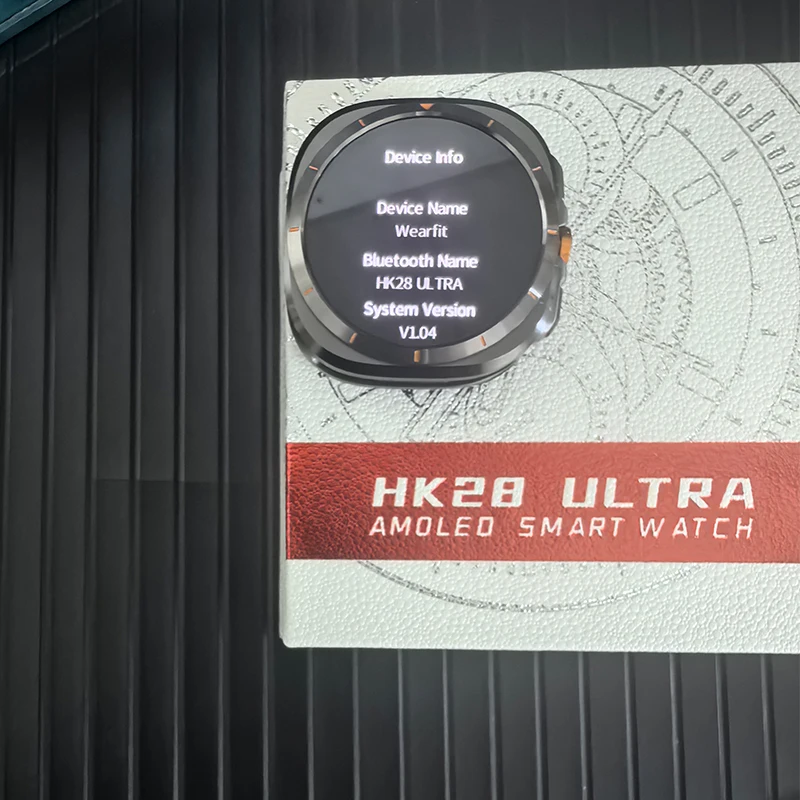 Device Info
Device Name
Wearfit
Bluetooth Name
HK28 ULTRA
System Version
V1.04
HK28 ULTRA
AMOLED SMART WATCH